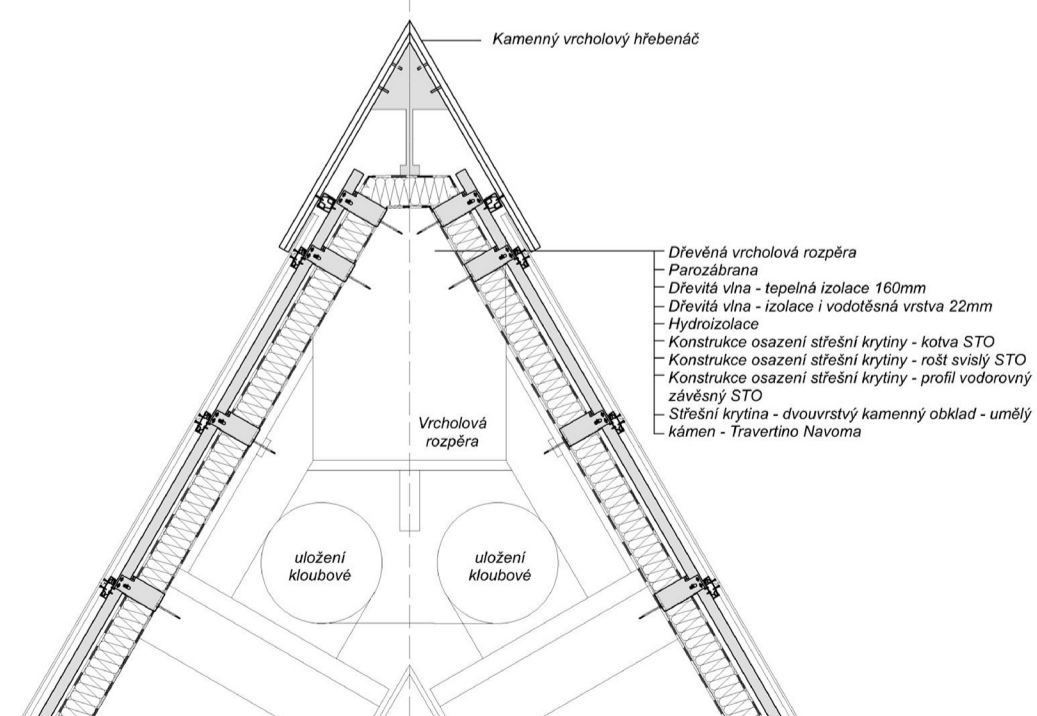 Kamenný vrcholový hřebenáč
Dřevěná vrcholová rozpěra
Parozábrana
Dřevitá vlna - tepelná izolace 160mm
Dřevitá vlna - izolace i vodotěsná vrstva 22mm
Hydroizolace
Konstrukce osazení střešní krytiny - kotva STO
Konstrukce osazení střešní krytiny - rošt svislý STO
Konstrukce osazení střešní krytiny - profil vodorovný
závěsný STO
Střešní krytina - dvouvrstvý kamenný obklad - umělý
kámen - Travertino Navoma
Vrcholová
rozpěra
uložení
kloubové
uložení
kloubové